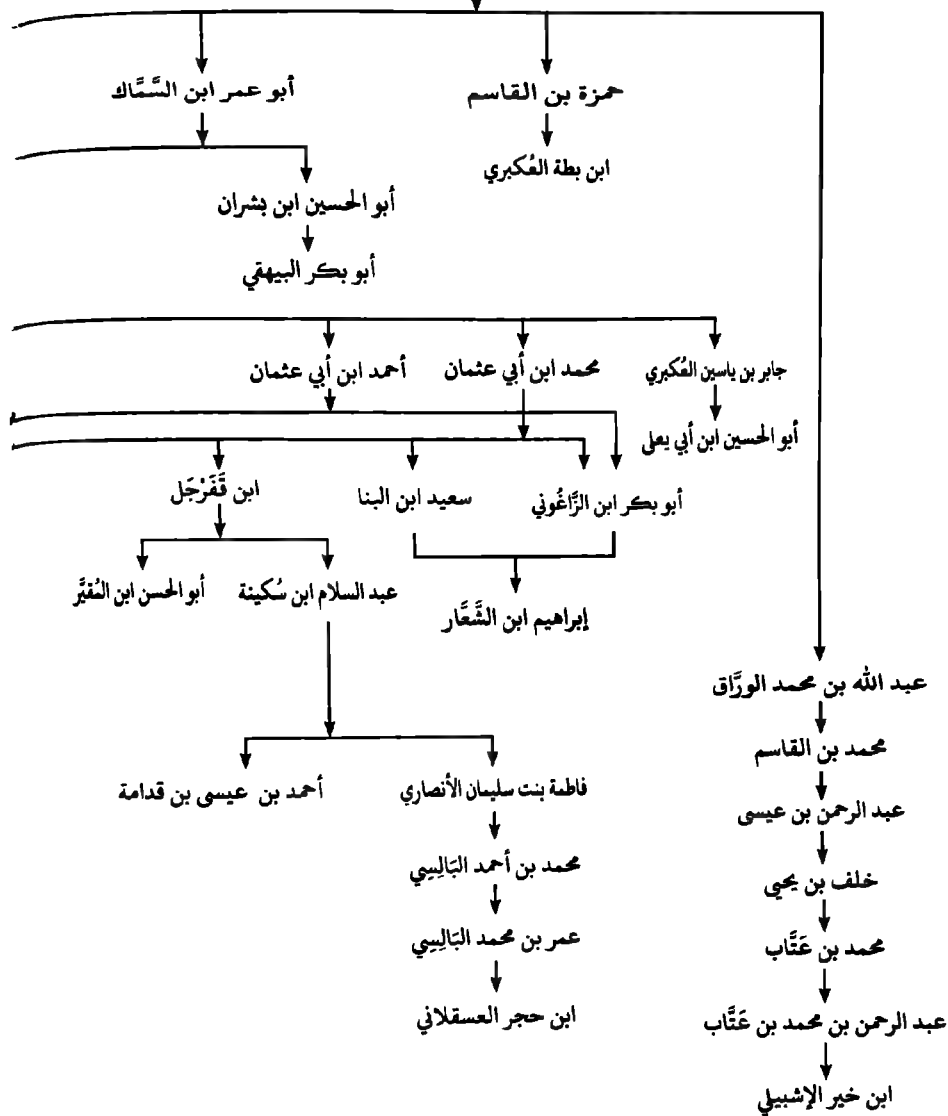 حمزة بن القاسم
أبو عمر ابن السَّمَّاك
ابن بطة العُكبري
أبو الحسين ابن بشران
أبو بكر البيهقي
جابر بن ياسين العُكبري
محمد ابن أبي عثمان
أحمد ابن أبي عثمان
أبو الحسين ابن أبي يعلى
أبو بكر ابن الزَّاغُوني
سعيد ابن البنا
ابن قَفَرْجَل
عبد السلام ابن سُكينة
أبو الحسن ابن المُقيَّر
إبراهيم ابن الشَّعَّار
عبد الله بن محمد الورَّاق
محمد بن القاسم
فاطمة بنت سليمان الأنصاري
أحمد بن عيسى بن قدامة
عبد الرحمن بن عيسى
محمد بن أحمد البَالِسِي
خلف بن يحيى
عمر بن محمد البَالِسِي
محمد بن عَتَّاب
ابن حجر العسقلاني
عبد الرحمن بن محمد بن عَتَّاب
ابن خير الإشبيلي